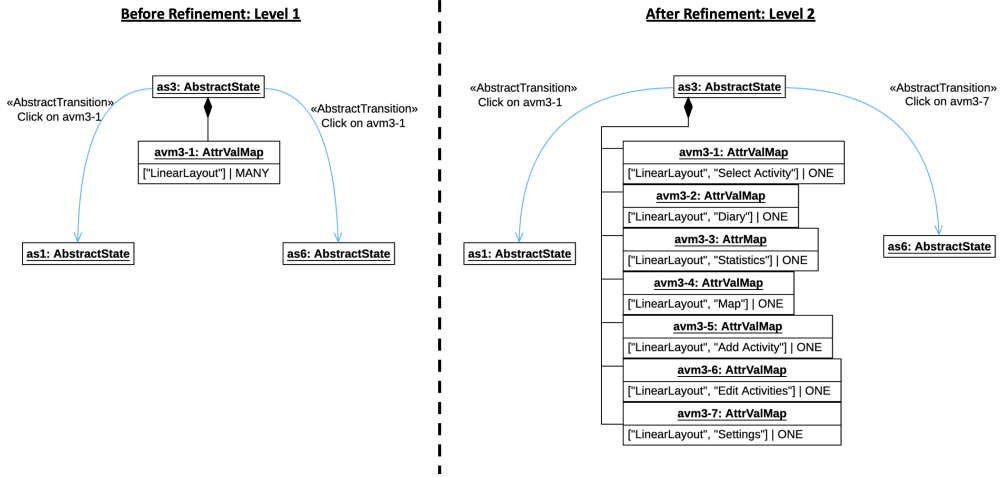 Before Refinement: Level 1
as3: AbstractState
«AbstractTransition»
Click on avm3-1
«AbstractTransition»
Click on avm3-1
avm3-1: AttrValMap
["LinearLayout"] | MANY
as1: AbstractState
as6: AbstractState
After Refinement: Level 2
as3: AbstractState
«AbstractTransition»
Click on avm3-1
«AbstractTransition»
Click on avm3-7
avm3-1: AttrValMap
["LinearLayout", "Select Activity"] | ONE
avm3-2: AttrValMap
["LinearLayout", "Diary"] | ONE
avm3-3: AttrMap
["LinearLayout", "Statistics"] | ONE
avm3-4: AttrValMap
["LinearLayout", "Map"] | ONE
avm3-5: AttrValMap
["LinearLayout", "Add Activity"] | ONE
avm3-6: AttrValMap
["LinearLayout", "Edit Activities"] | ONE
avm3-7: AttrValMap
["LinearLayout", "Settings"] | ONE
as1: AbstractState
as6: AbstractState